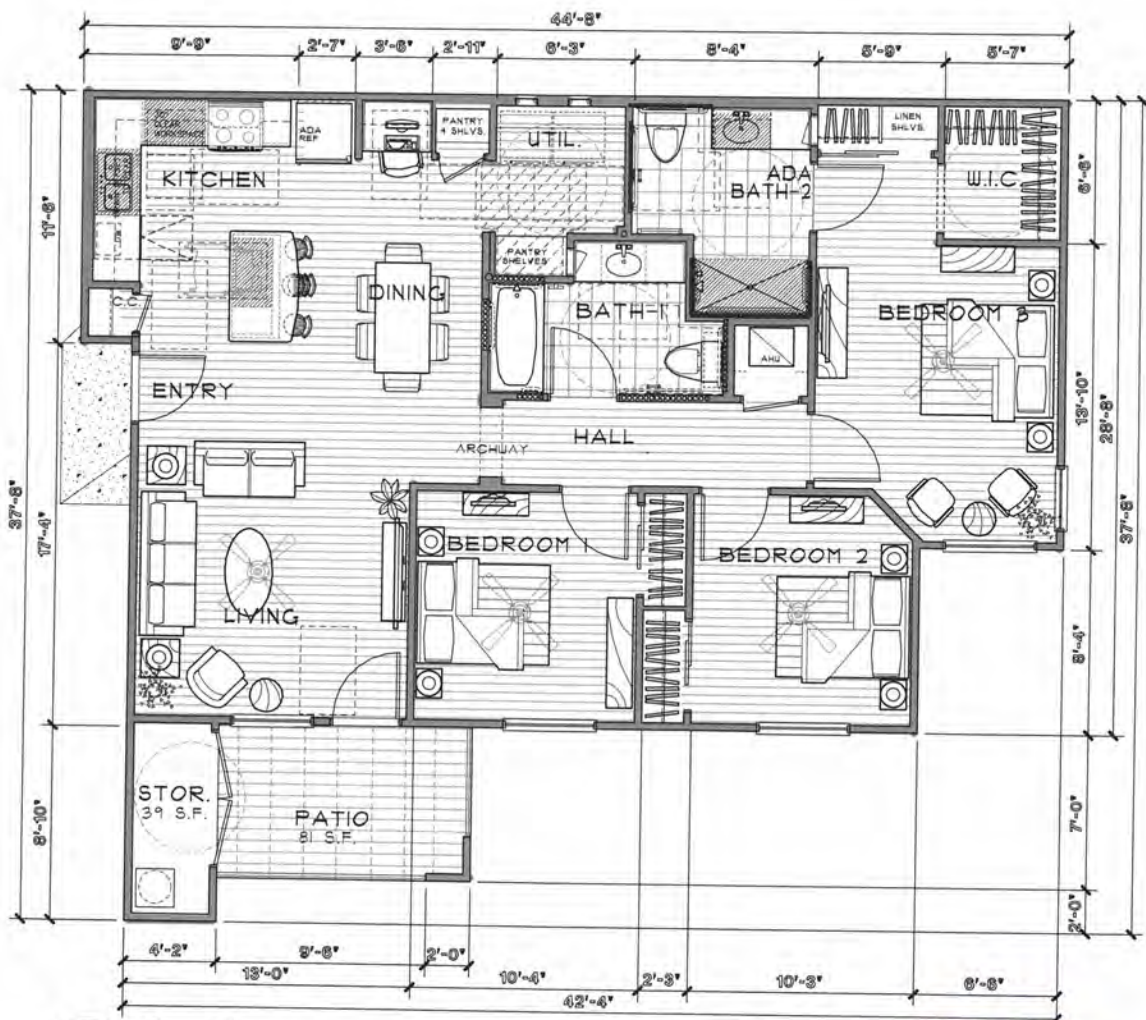 44'-8"
9'-9" 2'-7" 3'-6" 2'-11" 6'-3" 8'-4" 5'-9" 5'-7"
30"
CLEAR
WORKSPACE
ADA
REF
PANTRY
4 SHLVS.
UTIL.
LINEN
SHLVS.
KITCHEN
ADA
BATH-2
W.I.C
11'-6"
6'-6"
PANTRY
SHELVES
C.C.
DINING
BATH-1
BEDROOM 3
AHU
ENTRY
13'-10"
28'-8"
HALL
ARCHWAY
37'-8"
17'-4"
37'-8"
BEDROOM 1
BEDROOM 2
LIVING
8'-4"
STOR.
39 S.F.
PATIO
81 S.F.
8'-10"
7'-0"
2'-0"
4'-2" 9'-6" 2'-0"
13'-0" 10'-4" 2'-3" 10'-3" 6'-6"
42'-4"